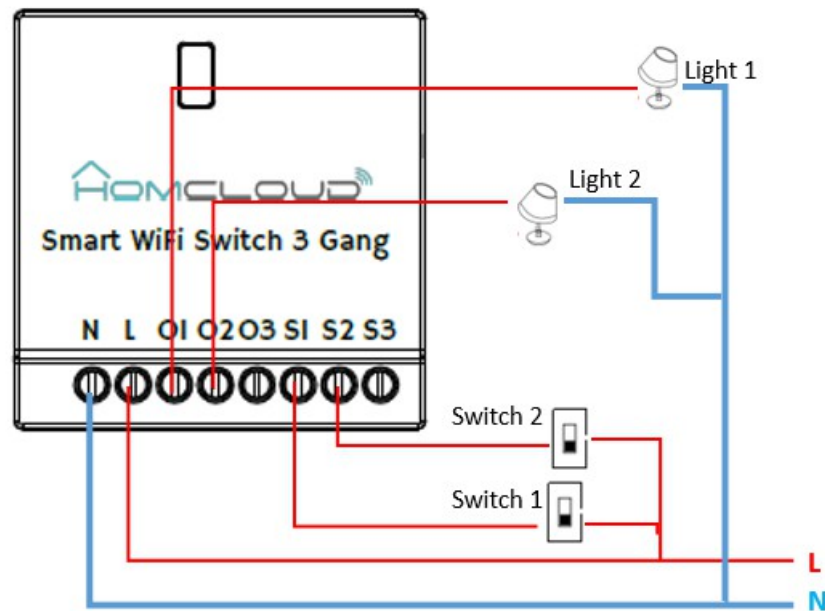 Light 1
HOMCLOUD
Light 2
Smart WiFi Switch 3 Gang
N L O1 O2 O3 S1 S2 S3
Switch 2
Switch 1
L
N